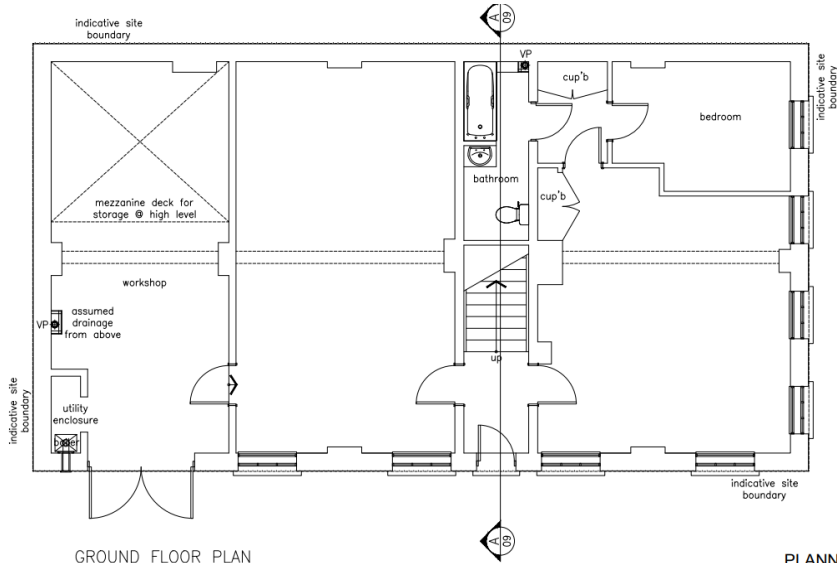 indicative site
boundary
A
09
VP
cup'b
bedroom
indicative site
boundary
bathroom
cup'b
mezzanine deck for
storage @ high level
workshop
VP
assumed
drainage
from above
up
indicative site
boundary
utility
enclosure
boiler
indicative site
boundary
A
09
GROUND FLOOR PLAN
PLANN